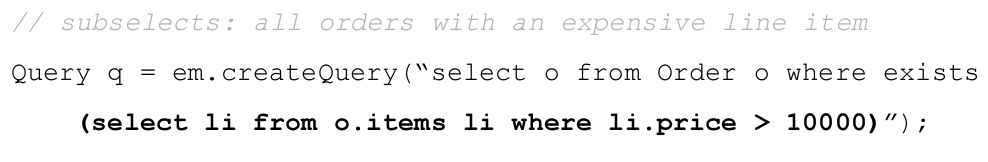 // subselects: all orders with an expensive line item
Query q = em.createQuery(“select o from Order o where exists
(select li from o.items li where li.price > 10000)”);